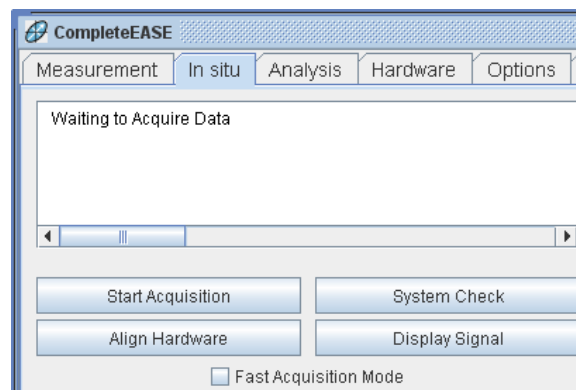 CompleteEASE
Measurement In situ Analysis Hardware Options
Waiting to Acquire Data
Start Acquisition System Check
Align Hardware Display Signal
Fast Acquisition Mode